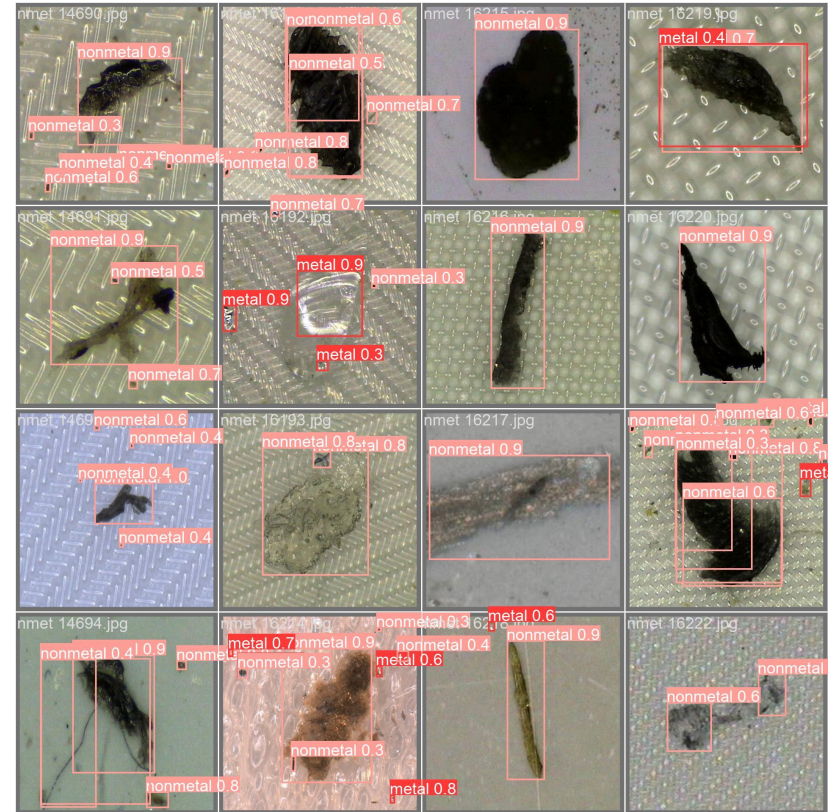 nmet 14690.jpg
nonmetal 0.9
nonmetal 0.3
nonmetal 0.4
nonmetal 0.6
nonmetal 0.6
nonmetal 0.5
nonmetal 0.7
nonmetal 0.8
nonmetal 0.8
nmet 16215.jpg
nonmetal 0.9
nmet 16219.jpg
metal 0.4
0.7
nmet 14691.jpg
nonmetal 0.9
nonmetal 0.5
nonmetal 0.7
nonmetal 0.7
nmet 16192.jpg
metal 0.9
nonmetal 0.3
metal 0.9
metal 0.3
nmet 16216.jpg
nonmetal 0.9
nmet 16220.jpg
nonmetal 0.9
nonmetal 0.6
nonmetal 0.4
nonmetal 0.4
nonmetal 0.4
nmet 16193.jpg
nonmetal 0.8
0.8
nmet 16217.jpg
nonmetal 0.9
nonmetal 0.6
nonmetal 0.3
nonmetal 0.6
nmet 14694.jpg
nonmetal 0.4
0.9
nonmetal 0.8
nonmetal 0.3
metal 0.7
nonmetal 0.9
nonmetal 0.4
nonmetal 0.3
metal 0.6
nonmetal 0.3
metal 0.8
metal 0.6
nonmetal 0.9
nmet 16222.jpg
nonmetal
nonmetal 0.6